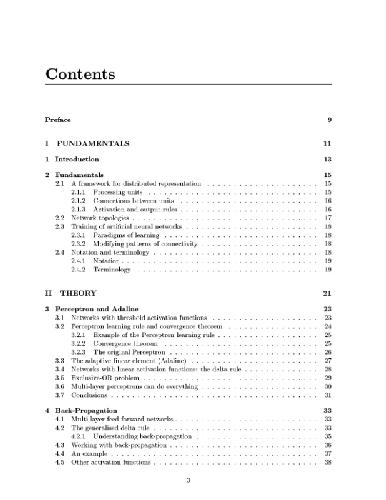 Contents
Preface 9
I FUNDAMENTALS 11
1 Introduction 13
2 Fundamentals 15
2.1 A framework for distributed representation . . . . . . . . . . . . . . . . . . . . 15
2.1.1 Processing units . . . . . . . . . . . . . . . . . . . . 15
2.1.2 Connections between units . . . . . . . . . . . . . . . . . . . . 16
2.1.3 Activation and output rules . . . . . . . . . . . . . . . . . . . . 16
2.2 Network topologies . . . . . . . . . . . . . . . . . . . . 17
2.3 Training of artificial neural networks . . . . . . . . . . . . . . . . . . . . 18
2.3.1 Paradigms of learning . . . . . . . . . . . . . . . . . . . . 18
2.3.2 Modifying patterns of connectivity . . . . . . . . . . . . . . . . . . . . 18
2.4 Notation and terminology . . . . . . . . . . . . . . . . . . . . 18
2.4.1 Notation . . . . . . . . . . . . . . . . . . . . 19
2.4.2 Terminology . . . . . . . . . . . . . . . . . . . . 19
II THEORY 21
3 Perceptron and Adaline 23
3.1 Networks with threshold activation functions . . . . . . . . . . . . . . . . . . . . 23
3.2 Perceptron learning rule and convergence theorem . . . . . . . . . . . . . . . . . . . . 24
3.2.1 Example of the Perceptron learning rule . . . . . . . . . . . . . . . . . . . . 25
3.2.2 Convergence theorem . . . . . . . . . . . . . . . . . . . . 25
3.2.3 The original Perceptron . . . . . . . . . . . . . . . . . . . . 26
3.3 The adaptive linear element (Adaline) . . . . . . . . . . . . . . . . . . . . 27
3.4 Networks with linear activation functions: the delta rule . . . . . . . . . . . . . . . . . . . . 28
3.5 Exclusive-OR problem . . . . . . . . . . . . . . . . . . . . 29
3.6 Multi-layer perceptrons can do everything . . . . . . . . . . . . . . . . . . . . 30
3.7 Conclusions . . . . . . . . . . . . . . . . . . . . 31
4 Back-Propagation 33
4.1 Multi-layer feed-forward networks . . . . . . . . . . . . . . . . . . . . 33
4.2 The generalised delta rule . . . . . . . . . . . . . . . . . . . . 33
4.2.1 Understanding back-propagation . . . . . . . . . . . . . . . . . . . . 35
4.3 Working with back-propagation . . . . . . . . . . . . . . . . . . . . 36
4.4 An example . . . . . . . . . . . . . . . . . . . . 37
4.5 Other activation functions . . . . . . . . . . . . . . . . . . . . 38
3